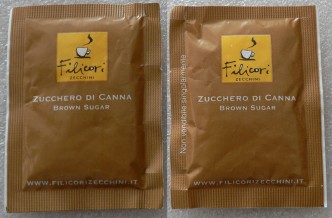 Filicori
ZECCHINI
ZUCCHERO DI CANNA
BROWN SUGAR
WWW.FILICORIZECCHINI.IT
Filicori
ZECCHINI
Non vendibile singolarmente
ZUCCHERO DI CANNA
BROWN SUGAR
WWW.FILICORIZECCHINI.IT